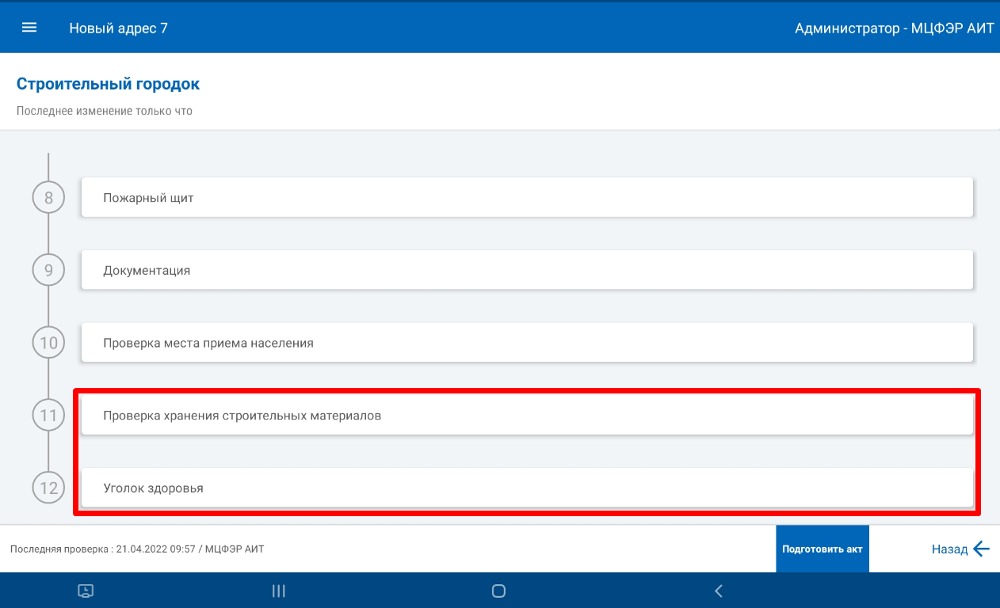 Новый адрес 7
Администратор - МЦФЭР АИТ
Строительный городок
Последнее изменение только что
8
Пожарный щит
9
Документация
10
Проверка места приема населения
11
Проверка хранения строительных материалов
12
Уголок здоровья
Последняя проверка : 21.04.2022 09:57 / МЦФЭР АИТ
Подготовить акт
Назад